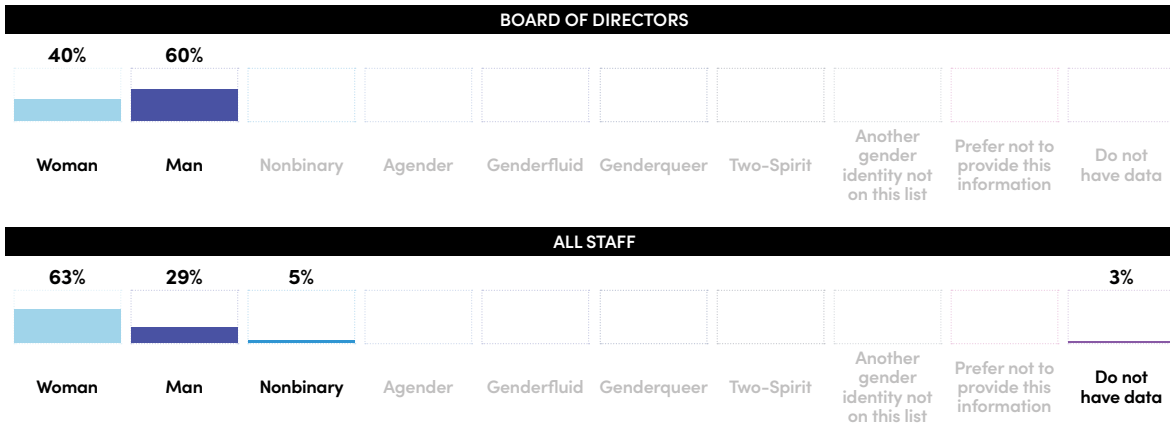 BOARD OF DIRECTORS
40% 60%
Woman Man Nonbinary Agender Genderfluid Genderqueer Two-Spirit Another gender identity not on this list Prefer not to provide this information Do not have data
ALL STAFF
63% 29% 5% 3%
Woman Man Nonbinary Agender Genderfluid Genderqueer Two-Spirit Another gender identity not on this list Prefer not to provide this information Do not have data